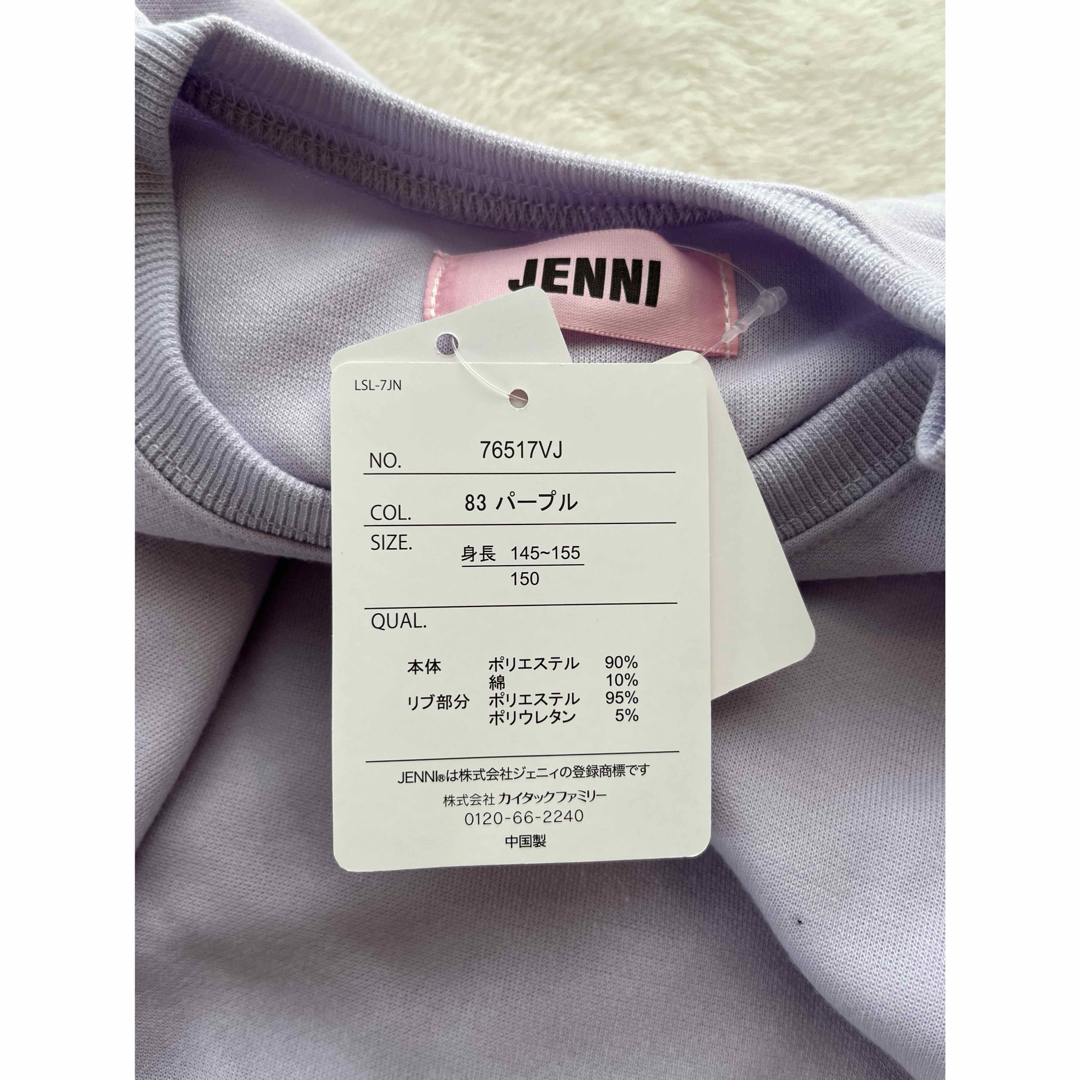 JENNI
LSL-7JN
NO. 76517VJ
COL. 83 パープル
SIZE. 身長 145~155
150
QUAL.
本体 ポリエステル 90%
綿 10%
リブ部分 ポリエステル 95%
ポリウレタン 5%
JENNI®は株式会社ジェニィの登録商標です
株式会社 カイタックファミリー
0120-66-2240
中国製